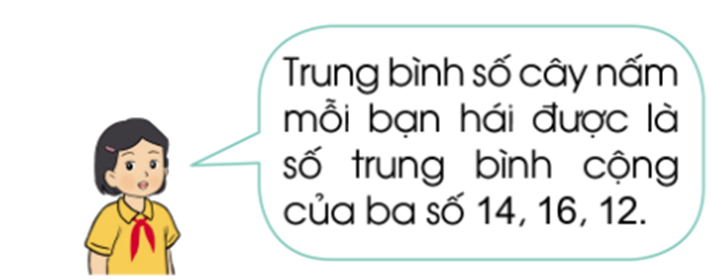 Trung bình số cây nấm
mỗi bạn hái được là
số trung bình cộng
của ba số 14, 16, 12.